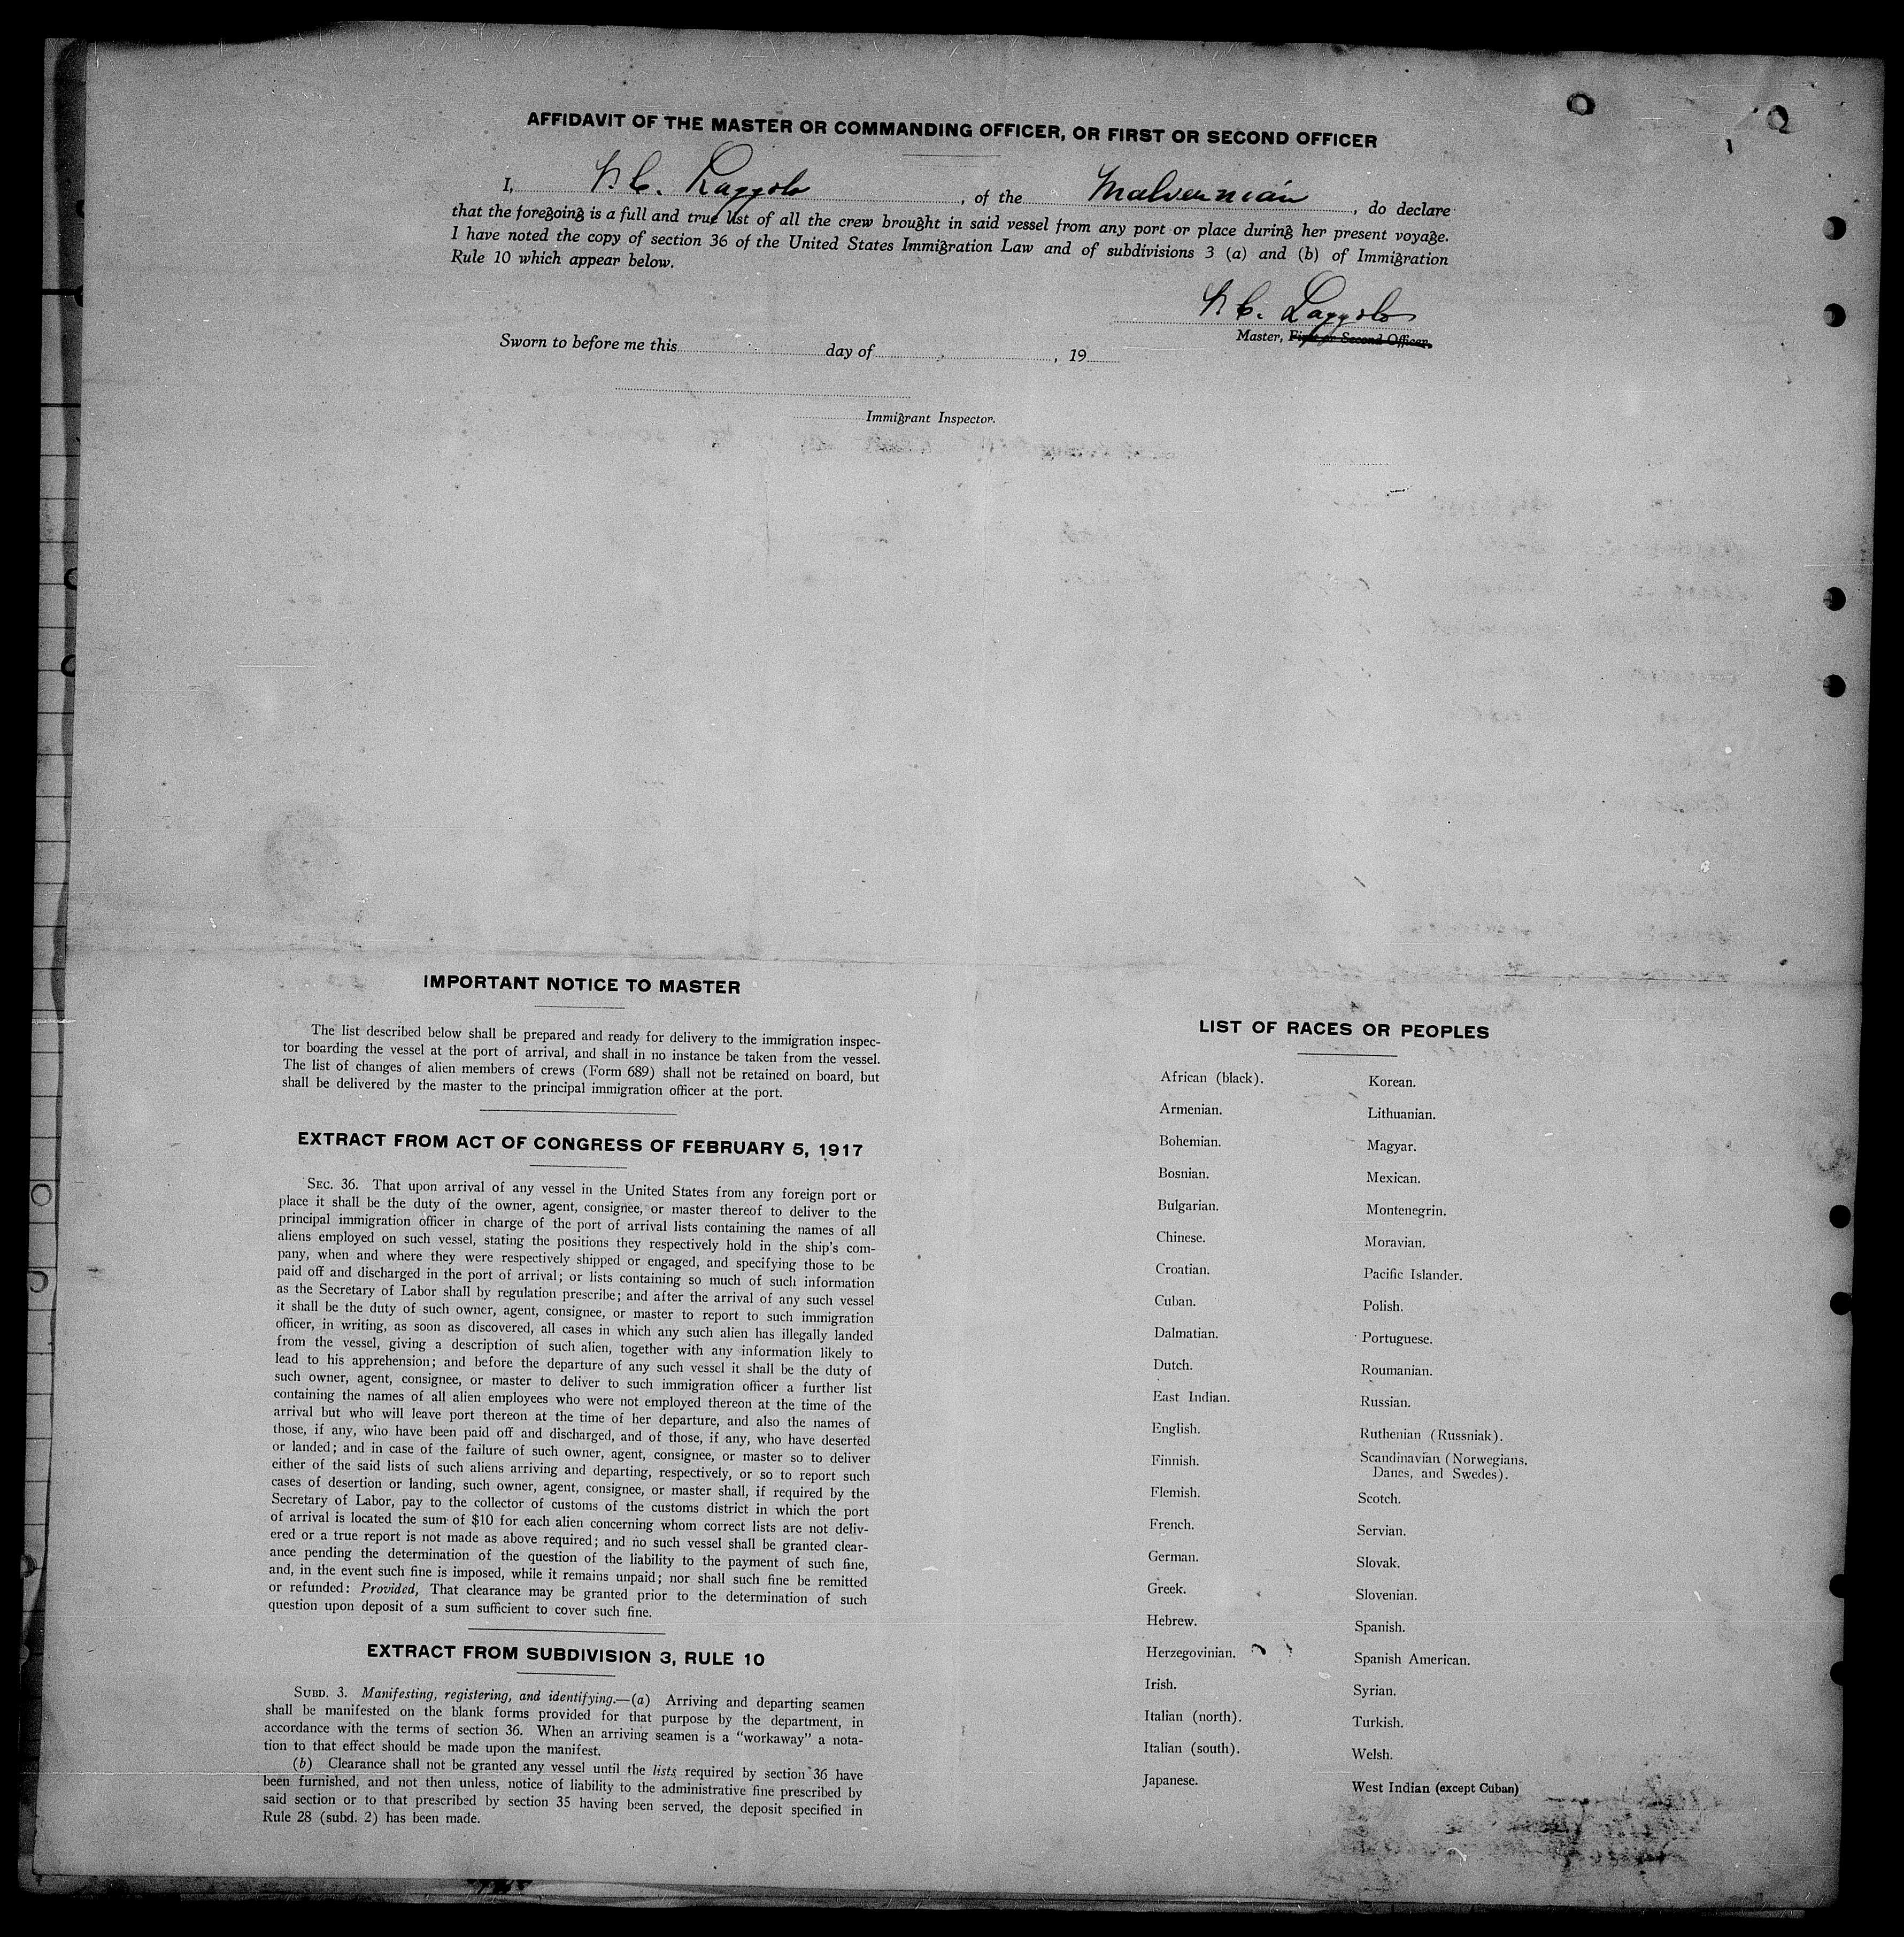 AFFIDAVIT OF THE MASTER OR COMMANDING OFFICER, OR FIRST OR SECOND OFFICER
I, , of the Malvernian, do declare
that the foregoing is a full and true list of all the crew brought in said vessel from any port or place during her present voyage.
I have noted the copy of section 36 of the United States Immigration Law and of subdivisions 3 (a) and (b) of Immigration
Rule 10 which appear below.
Master, First or Second Officer.
Sworn to before me this day of , 19
Immigrant Inspector.
IMPORTANT NOTICE TO MASTER
The list described below shall be prepared and ready for delivery to the immigration inspec-
tor boarding the vessel at the port of arrival, and shall in no instance be taken from the vessel.
The list of changes of alien members of crews (Form 689) shall not be retained on board, but
shall be delivered by the master to the principal immigration officer at the port.
EXTRACT FROM ACT OF CONGRESS OF FEBRUARY 5, 1917
SEC. 36. That upon arrival of any vessel in the United States from any foreign port or
place it shall be the duty of the owner, agent, consignee, or master thereof to deliver to the
principal immigration officer in charge of the port of arrival lists containing the names of all
aliens employed on such vessel, stating the positions they respectively hold in the ship's com-
pany, when and where they were respectively shipped or engaged, and specifying those to be
paid off and discharged in the port of arrival; or lists containing so much of such information
as the Secretary of Labor shall by regulation prescribe; and after the arrival of any such vessel
it shall be the duty of such owner, agent, consignee, or master to report to such immigration
officer, in writing, as soon as discovered, all cases in which any such alien has illegally landed
from the vessel, giving a description of such alien, together with any information likely to
lead to his apprehension; and before the departure of any such vessel it shall be the duty of
such owner, agent, consignee, or master to deliver to such immigration officer a further list
containing the names of all alien employees who were not employed thereon at the time of the
arrival but who will leave port thereon at the time of her departure, and also the names of
those, if any, who have been paid off and discharged, and of those, if any, who have deserted
or landed; and in case of the failure of such owner, agent, consignee, or master so to deliver
either of the said lists of such aliens arriving and departing, respectively, or so to report such
cases of desertion or landing, such owner, agent, consignee, or master shall, if required by the
Secretary of Labor, pay to the collector of customs of the customs district in which the port
of arrival is located the sum of $10 for each alien concerning whom correct lists are not deliv-
ered or a true report is not made as above required; and no such vessel shall be granted clear-
ance pending the determination of the question of the liability to the payment of such fine,
and, in the event such fine is imposed, while it remains unpaid; nor shall such fine be remitted
or refunded: Provided, That clearance may be granted prior to the determination of such
question upon deposit of a sum sufficient to cover such fine.
EXTRACT FROM SUBDIVISION 3, RULE 10
SUBD. 3. Manifesting, registering, and identifying.—(a) Arriving and departing seamen
shall be manifested on the blank forms provided for that purpose by the department, in
accordance with the terms of section 36. When an arriving seamen is a "workaway" a nota-
tion to that effect should be made upon the manifest.
(b) Clearance shall not be granted any vessel until the lists required by section 36 have
been furnished, and not then unless, notice of liability to the administrative fine prescribed by
said section or to that prescribed by section 35 having been served, the deposit specified in
Rule 28 (subd. 2) has been made.
LIST OF RACES OR PEOPLES
African (black).
Armenian.
Bohemian.
Bosnian.
Bulgarian.
Chinese.
Croatian.
Cuban.
Dalmatian.
Dutch.
East Indian.
English.
Finnish.
Flemish.
French.
German.
Greek.
Hebrew.
Herzegovinian.
Irish.
Italian (north).
Italian (south).
Japanese.
Korean.
Lithuanian.
Magyar.
Mexican.
Montenegrin.
Moravian.
Pacific Islander.
Polish.
Portuguese.
Roumanian.
Russian.
Ruthenian (Russniak).
Scandinavian (Norwegians,
Danes, and Swedes).
Scotch.
Servian.
Slovak.
Slovenian.
Spanish.
Spanish American.
Syrian.
Turkish.
Welsh.
West Indian (except Cuban)